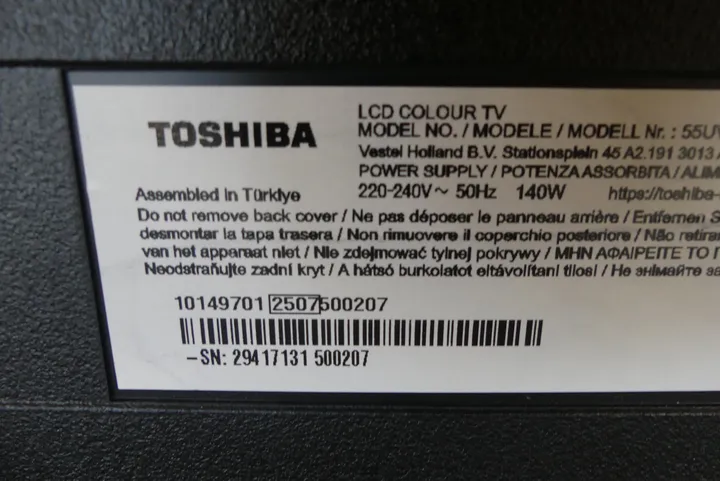 TOSHIBA
LCD COLOUR TV
MODEL NO. / MODELE / MODELL Nr. : 55U
Vestel Holland B.V. Stationsplein 45 A2.191 3013
POWER SUPPLY / POTENZA ASSORBITA / ALIM
220-240V~ 50Hz 140W https://toshiba-
Assembled in Türkiye
Do not remove back cover / Ne pas déposer le panneau arrière / Entfernen S
desmontar la tapa trasera / Non rimuovere il coperchio posteriore / Não retirar
van het apparaat niet / Nie zdejmować tylnej pokrywy / ΜΗΝ ΑΦΑΙΡΕΙΤΕ ΤΟ Π
Neodstraňujte zadní kryt / A hátsó burkolatot eltávolítani tilos! / Не знімайте за
10149701 2507500207
-SN: 29417131 500207